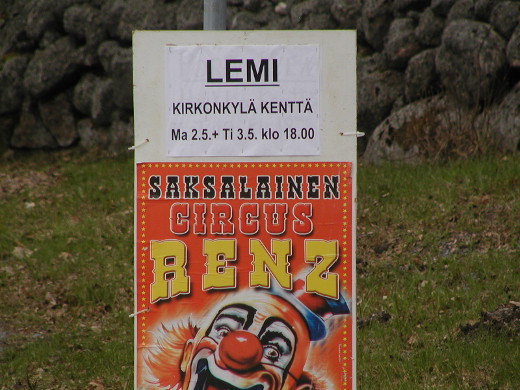 LEMI
KIRKONKYLÄ KENTTÄ
Ma 2.5.+ Ti 3.5. klo 18.00
SAKSALAINEN
CIRCUS
RENZ